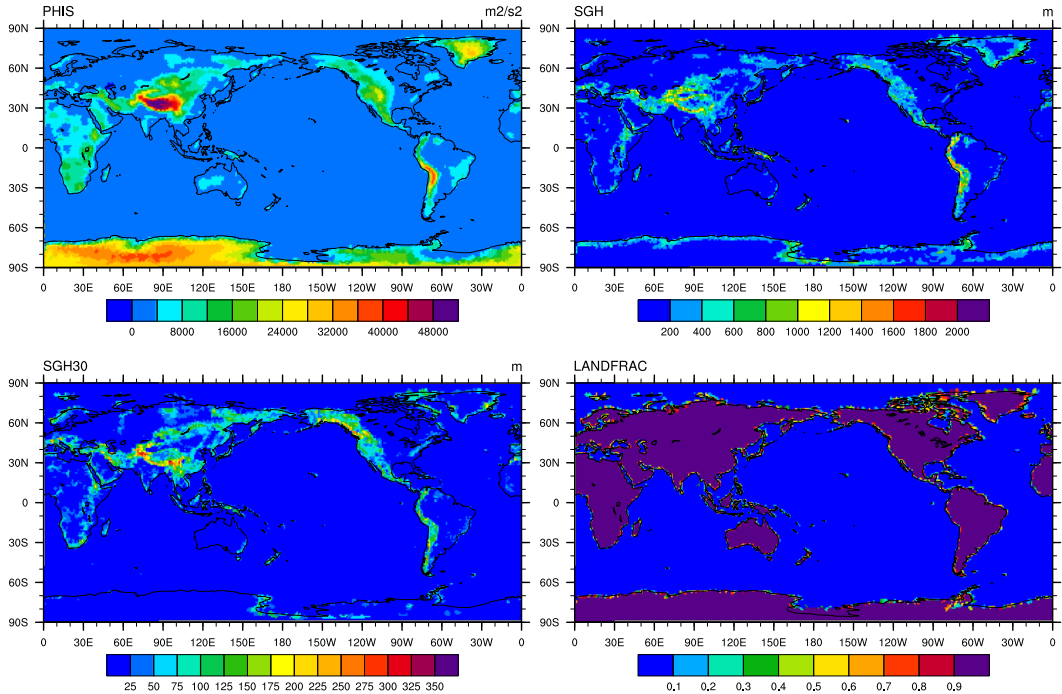 PHIS m2/s2
90N
60N
30N
0
30S
60S
90S
0 30E 60E 90E 120E 150E 180 150W 120W 90W 60W 30W 0
0 8000 16000 24000 32000 40000 48000
SGH m
90N
60N
30N
0
30S
60S
90S
0 30E 60E 90E 120E 150E 180 150W 120W 90W 60W 30W 0
200 400 600 800 1000 1200 1400 1600 1800 2000
SGH30 m
90N
60N
30N
0
30S
60S
90S
0 30E 60E 90E 120E 150E 180 150W 120W 90W 60W 30W 0
25 50 75 100 125 150 175 200 225 250 275 300 325 350
LANDFRAC
90N
60N
30N
0
30S
60S
90S
0 30E 60E 90E 120E 150E 180 150W 120W 90W 60W 30W 0
0.1 0.2 0.3 0.4 0.5 0.6 0.7 0.8 0.9